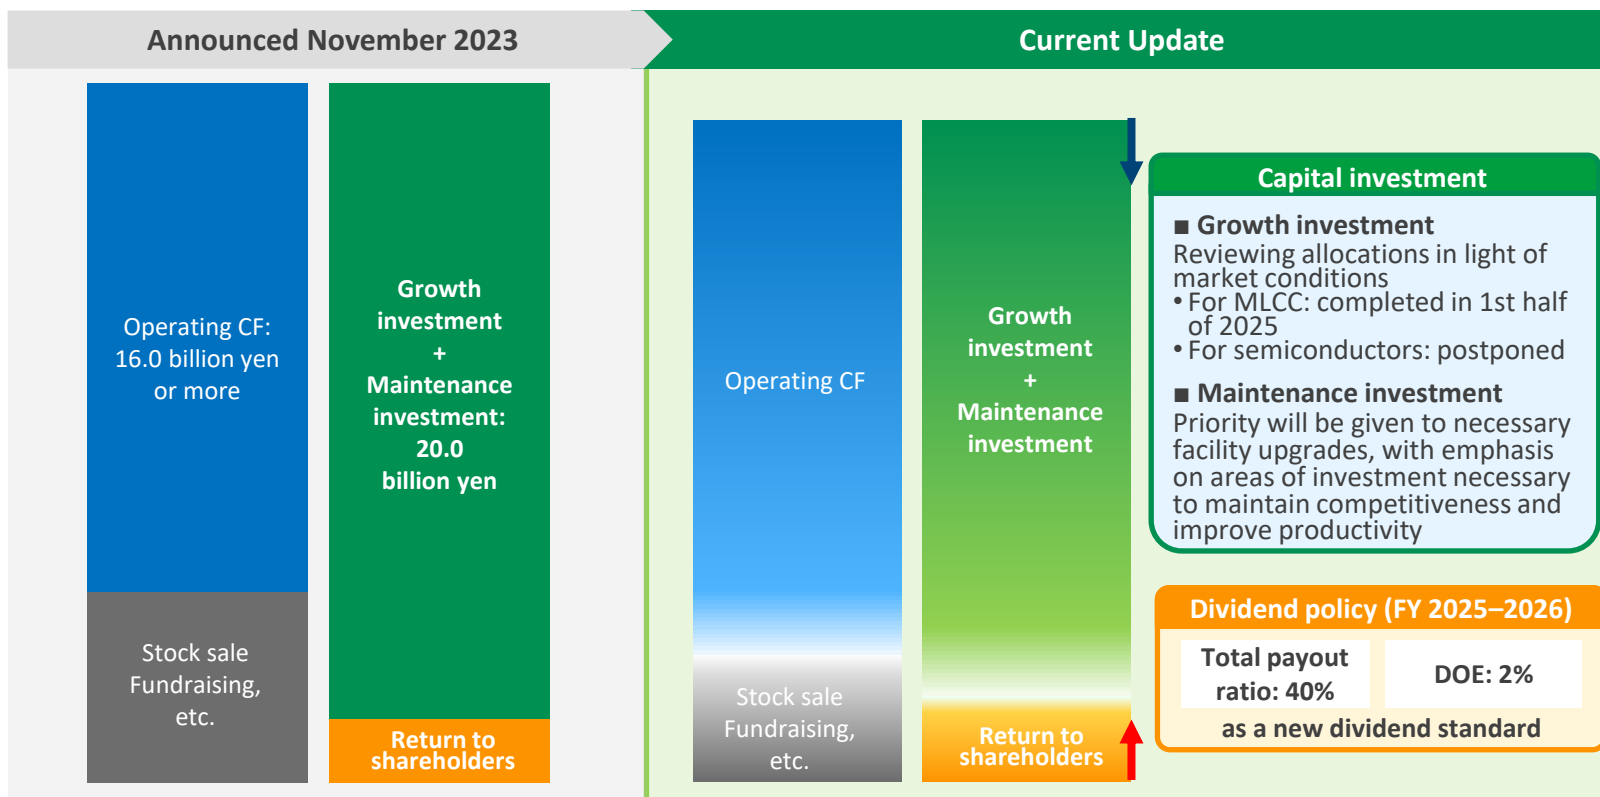 Announced November 2023
Current Update
Operating CF:
16.0 billion yen
or more
Stock sale
Fundraising,
etc.
Growth
investment
+
Maintenance
investment:
20.0
billion yen
Return to
shareholders
Operating CF
Stock sale
Fundraising,
etc.
Growth
investment
+
Maintenance
investment
Return to
shareholders
Capital investment
■ Growth investment
Reviewing allocations in light of
market conditions
• For MLCC: completed in 1st half
of 2025
• For semiconductors: postponed
■ Maintenance investment
Priority will be given to necessary
facility upgrades, with emphasis
on areas of investment necessary
to maintain competitiveness and
improve productivity
Dividend policy (FY 2025–2026)
Total payout
ratio: 40%
DOE: 2%
as a new dividend standard